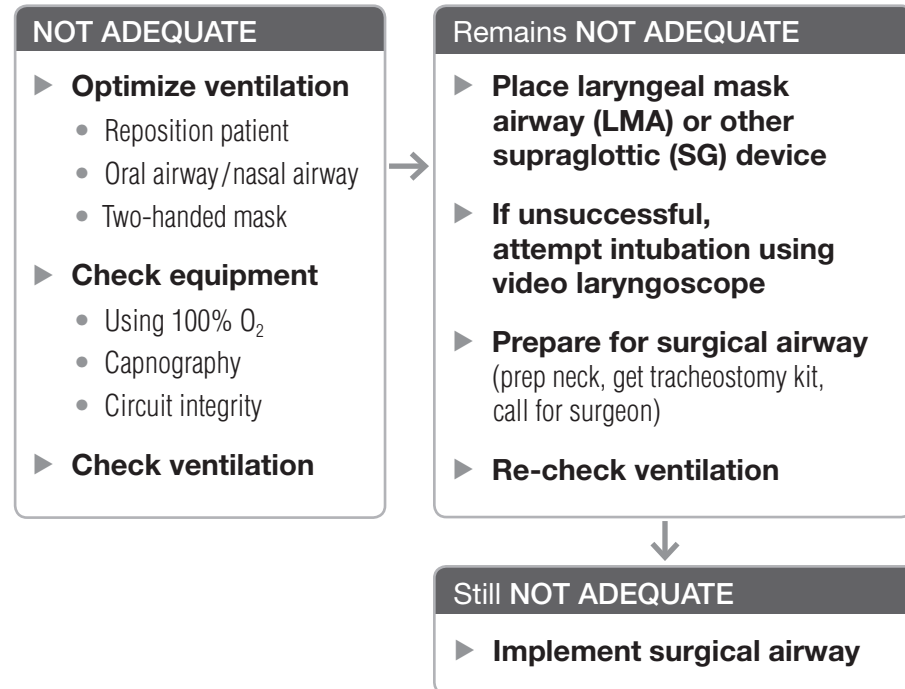 NOT ADEQUATE
▶ Optimize ventilation
• Reposition patient
• Oral airway/nasal airway
• Two-handed mask
▶ Check equipment
• Using 100% O₂
• Capnography
• Circuit integrity
▶ Check ventilation
Remains NOT ADEQUATE
▶ Place laryngeal mask
airway (LMA) or other
supraglottic (SG) device
▶ If unsuccessful,
attempt intubation using
video laryngoscope
▶ Prepare for surgical airway
(prep neck, get tracheostomy kit,
call for surgeon)
▶ Re-check ventilation
Still NOT ADEQUATE
▶ Implement surgical airway